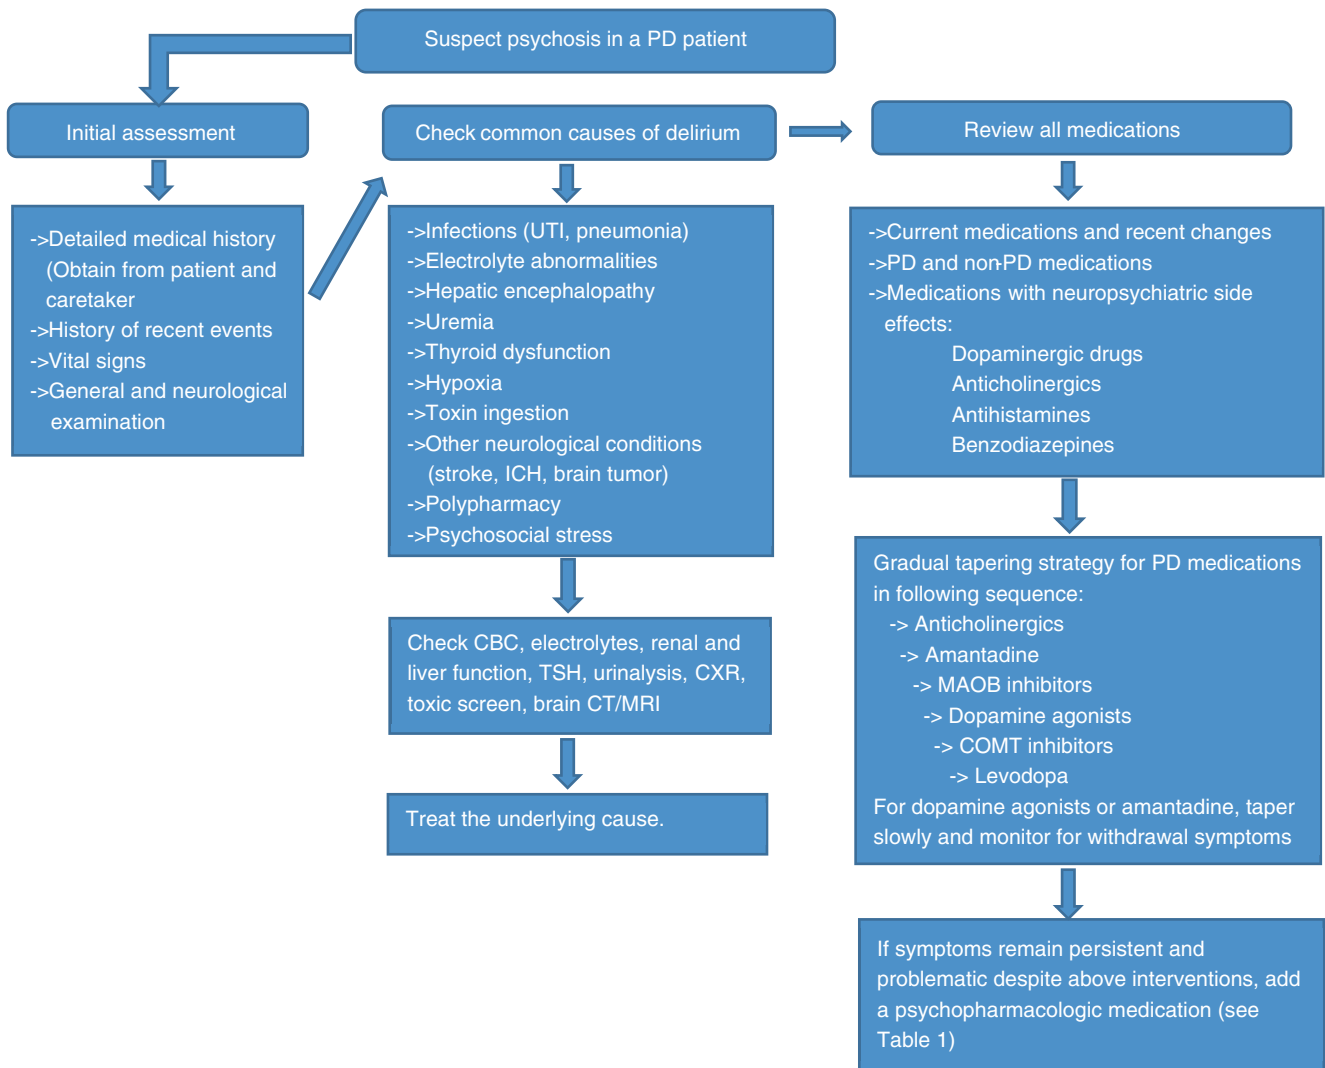 Suspect psychosis in a PD patient
Initial assessment
->Detailed medical history
(Obtain from patient and
caretaker
->History of recent events
->Vital signs
->General and neurological
examination
Check common causes of delirium
->Infections (UTI, pneumonia)
->Electrolyte abnormalities
->Hepatic encephalopathy
->Uremia
->Thyroid dysfunction
->Hypoxia
->Toxin ingestion
->Other neurological conditions
(stroke, ICH, brain tumor)
->Polypharmacy
->Psychosocial stress
Check CBC, electrolytes, renal and
liver function, TSH, urinalysis, CXR,
toxic screen, brain CT/MRI
Treat the underlying cause.
Review all medications
->Current medications and recent changes
->PD and non-PD medications
->Medications with neuropsychiatric side
effects:
Dopaminergic drugs
Anticholinergics
Antihistamines
Benzodiazepines
Gradual tapering strategy for PD medications
in following sequence:
-> Anticholinergics
-> Amantadine
-> MAOB inhibitors
-> Dopamine agonists
-> COMT inhibitors
-> Levodopa
For dopamine agonists or amantadine, taper
slowly and monitor for withdrawal symptoms
If symptoms remain persistent and
problematic despite above interventions, add
a psychopharmacologic medication (see
Table 1)